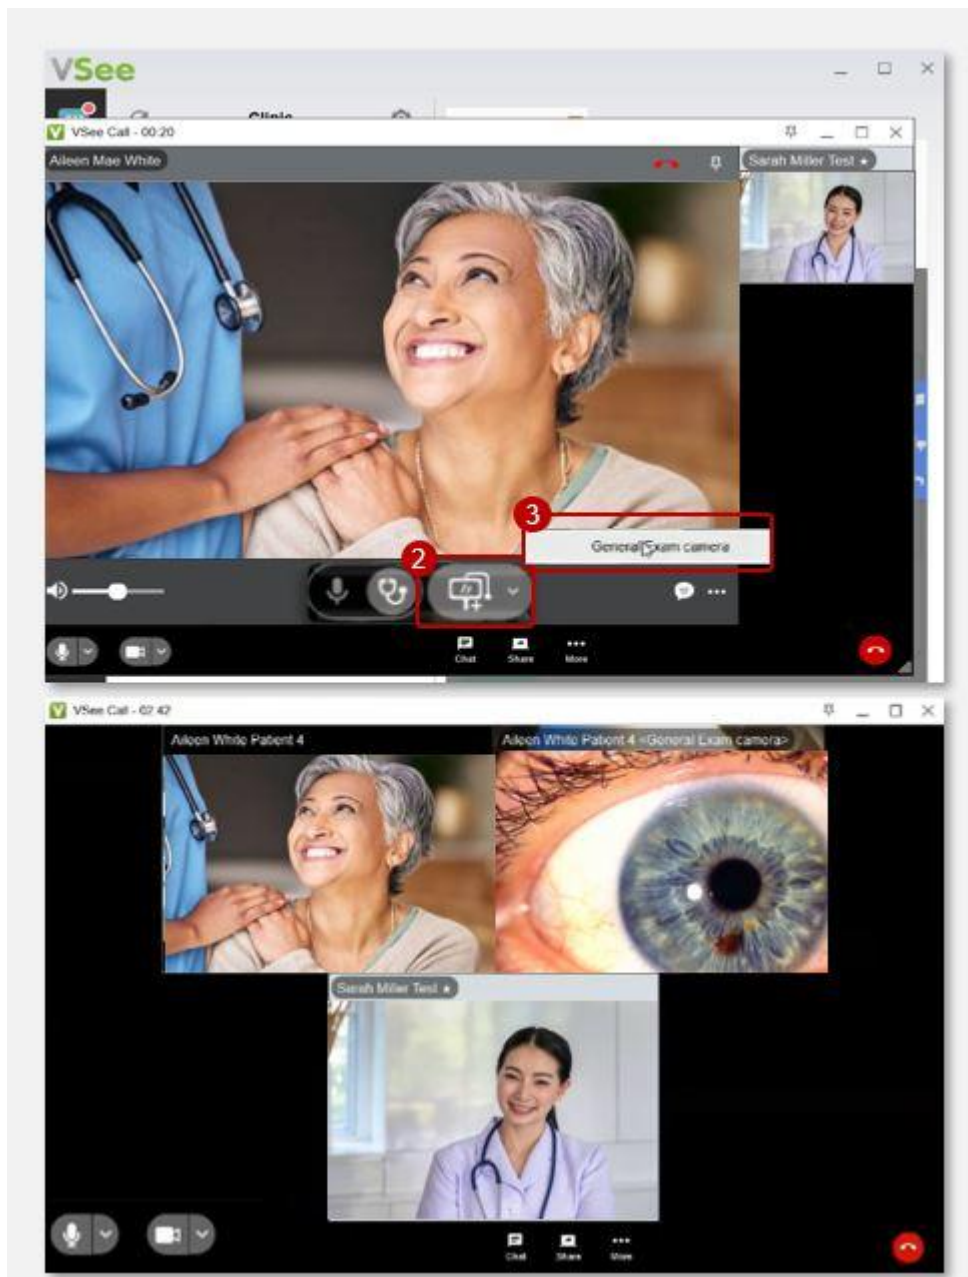 VSee
Clinic
VSee Call - 00:20
Aileen Mae White
Sarah Miller Test ★
3
General Exam camera
2
Chat Share More
VSee Call - 02:42
Aileen White Patient 4
Aileen White Patient 4 <General Exam camera>
Sarah Miller Test ★
Chat Share More